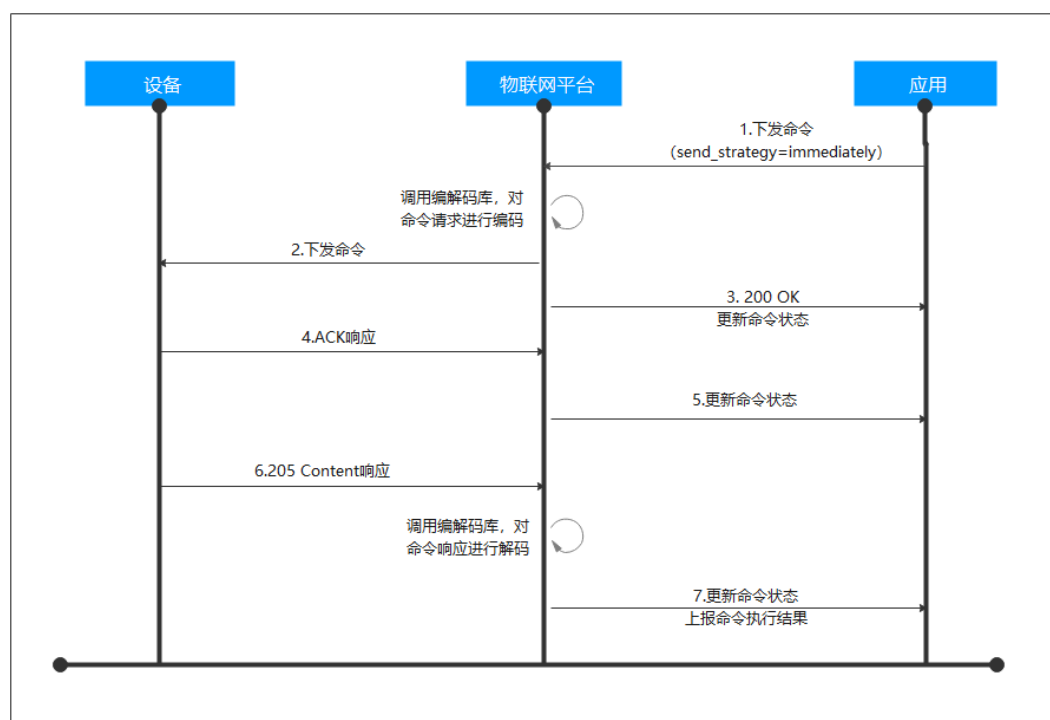 设备
物联网平台
应用
1.下发命令
（send_strategy=immediately）
调用编解码库，对
命令请求进行编码
2.下发命令
3. 200 OK
更新命令状态
4.ACK响应
5.更新命令状态
6.205 Content响应
调用编解码库，对
命令响应进行解码
7.更新命令状态
上报命令执行结果